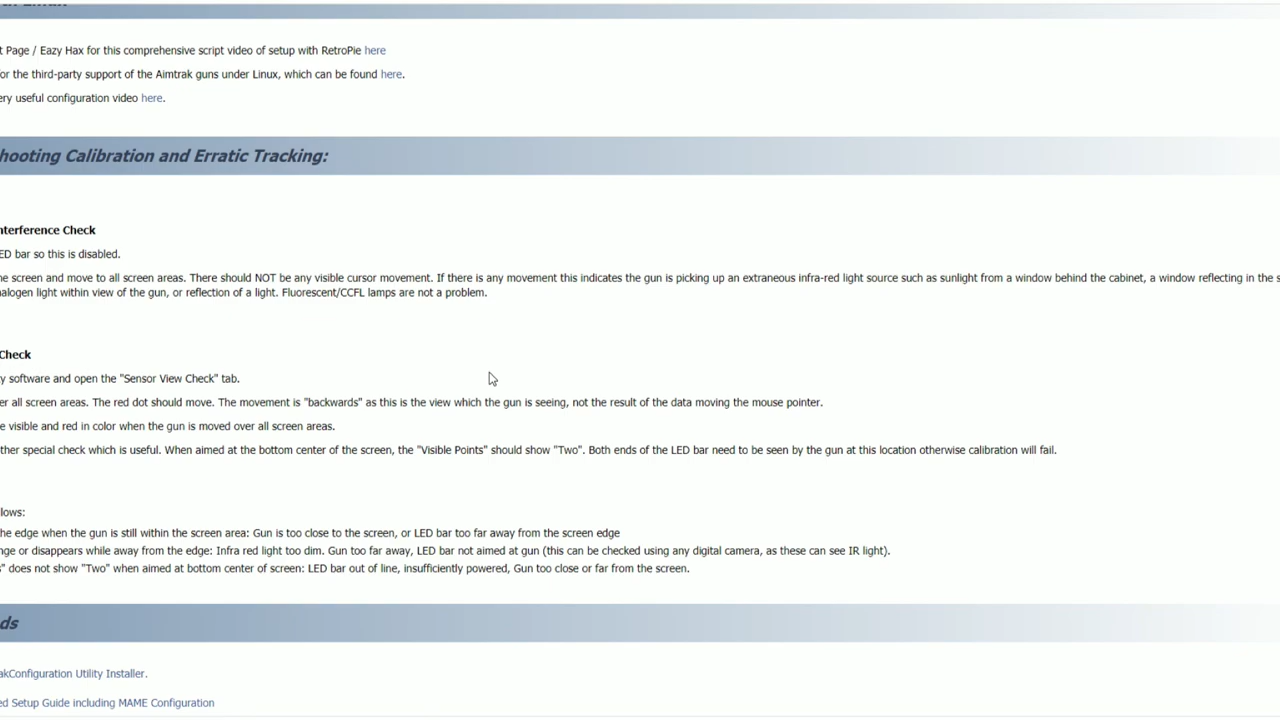 t Page / Eazy Hax for this comprehensive script video of setup with RetroPie here
or the third-party support of the Aimtrak guns under Linux, which can be found here.
ery useful configuration video here.
hooting Calibration and Erratic Tracking:
nterference Check
ED bar so this is disabled.
he screen and move to all screen areas. There should NOT be any visible cursor movement. If there is any movement this indicates the gun is picking up an extraneous infra-red light source such as sunlight from a window behind the cabinet, a window reflecting in the s
alogen light within view of the gun, or reflection of a light. Fluorescent/CCFL lamps are not a problem.
Check
y software and open the "Sensor View Check" tab.
er all screen areas. The red dot should move. The movement is "backwards" as this is the view which the gun is seeing, not the result of the data moving the mouse pointer.
e visible and red in color when the gun is moved over all screen areas.
ther special check which is useful. When aimed at the bottom center of the screen, the "Visible Points" should show "Two". Both ends of the LED bar need to be seen by the gun at this location otherwise calibration will fail.
lows:
he edge when the gun is still within the screen area: Gun is too close to the screen, or LED bar too far away from the screen edge
nge or disappears while away from the edge: Infra red light too dim. Gun too far away, LED bar not aimed at gun (this can be checked using any digital camera, as these can see IR light).
s" does not show "Two" when aimed at bottom center of screen: LED bar out of line, insufficiently powered, Gun too close or far from the screen.
ds
akConfiguration Utility Installer.
ed Setup Guide including MAME Configuration